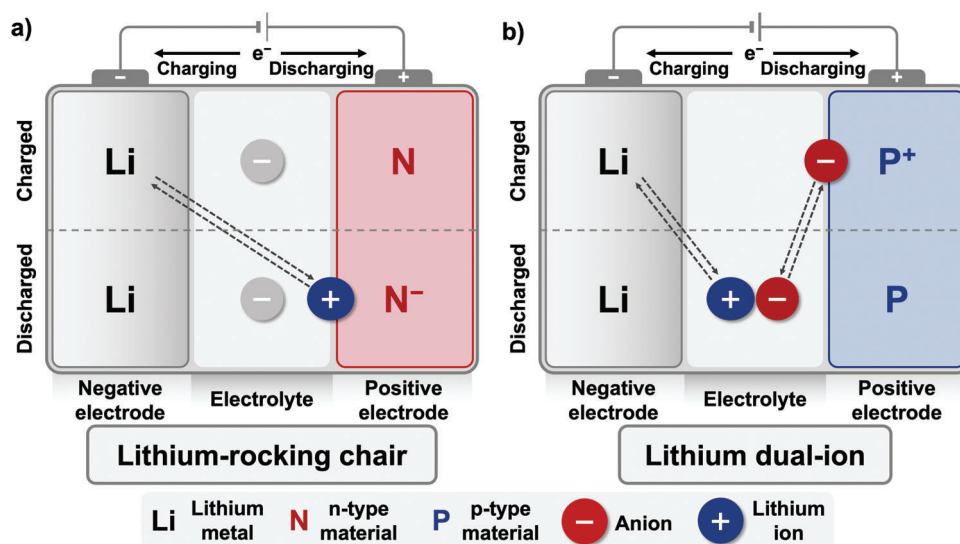 a)
e⁻
Charging Discharging
−
+
Charged
Discharged
Li
−
N
Li
−
+
N⁻
Negative electrode
Electrolyte
Positive electrode
Lithium-rocking chair
b)
e⁻
Charging Discharging
−
+
Charged
Discharged
Li
−
P⁺
Li
+
−
P
Negative electrode
Electrolyte
Positive electrode
Lithium dual-ion
Li
Lithium metal
N
n-type material
P
p-type material
−
Anion
+
Lithium ion